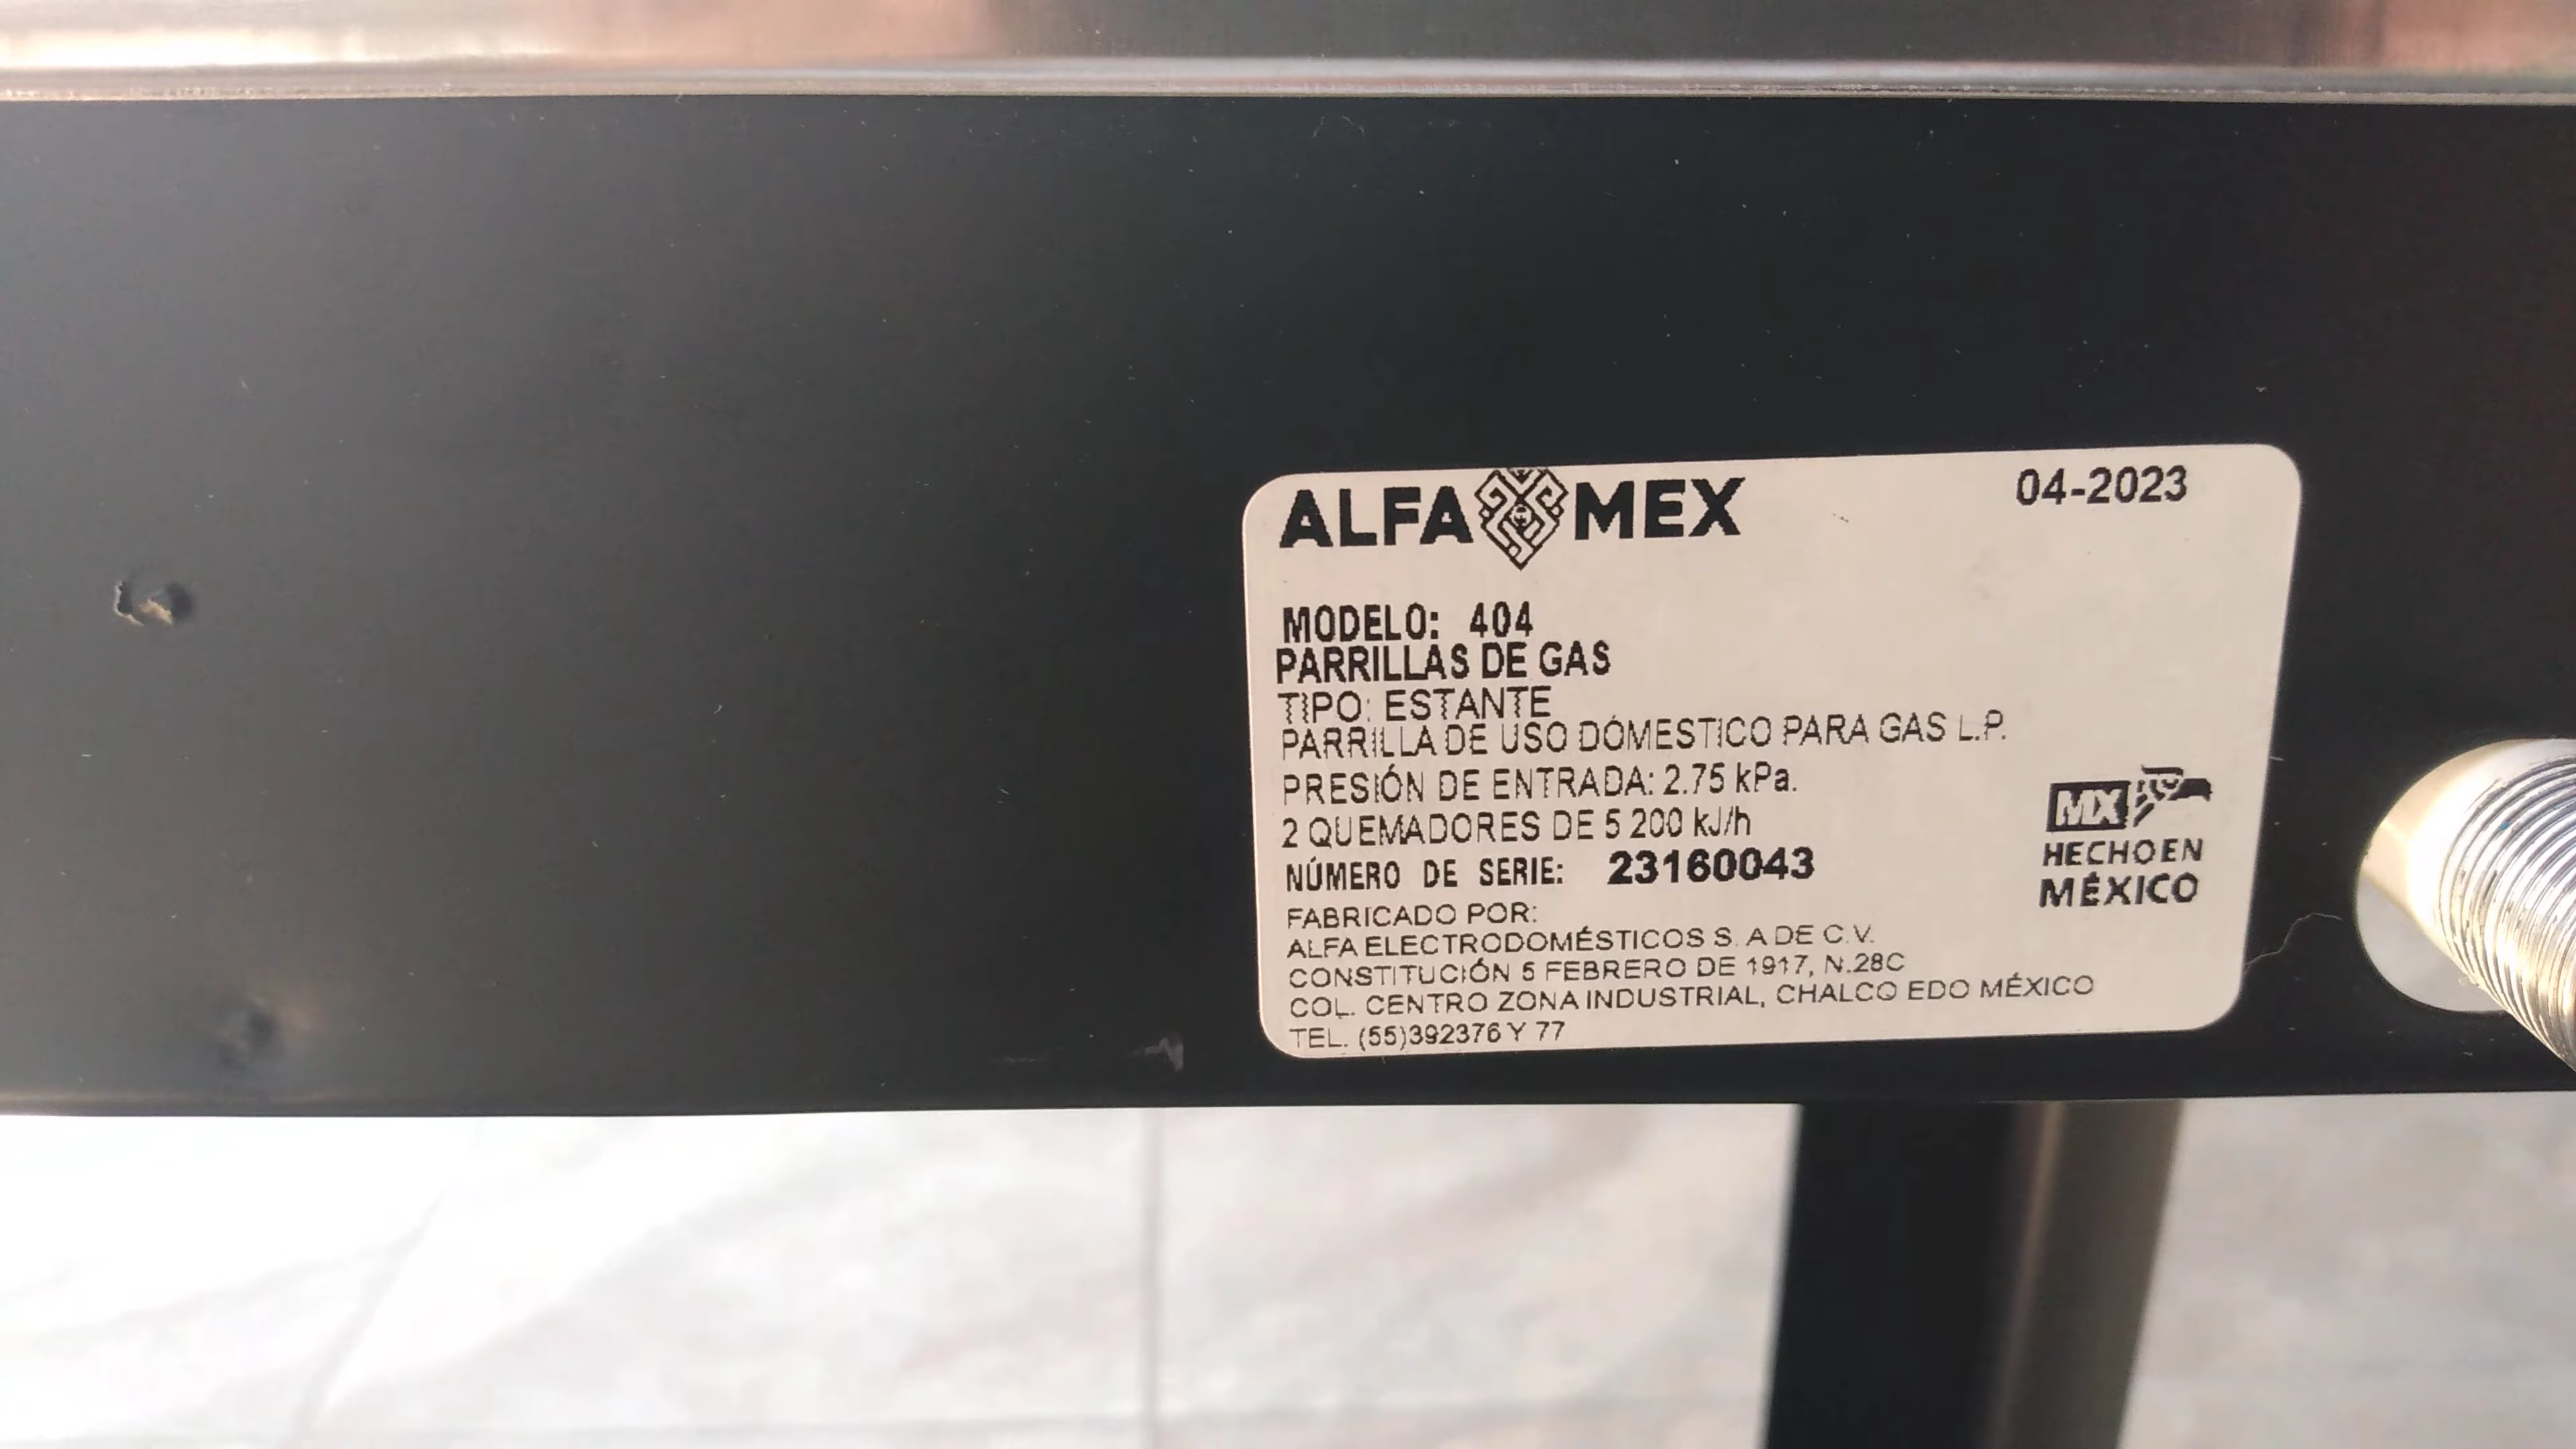 ALFA MEX 04-2023
MODELO: 404
PARRILLAS DE GAS
TIPO: ESTANTE
PARRILLA DE USO DÓMESTICO PARA GAS L.P.
PRESIÓN DE ENTRADA: 2.75 kPa.
2 QUEMADORES DE 5 200 kJ/h
NÚMERO DE SERIE: 23160043
FABRICADO POR:
ALFA ELECTRODOMÉSTICOS S. A DE C.V.
CONSTITUCIÓN 5 FEBRERO DE 1917, N.28C
COL. CENTRO ZONA INDUSTRIAL, CHALCO EDO MÉXICO
TEL. (55)392376 Y 77
MX
HECHO EN
MÉXICO